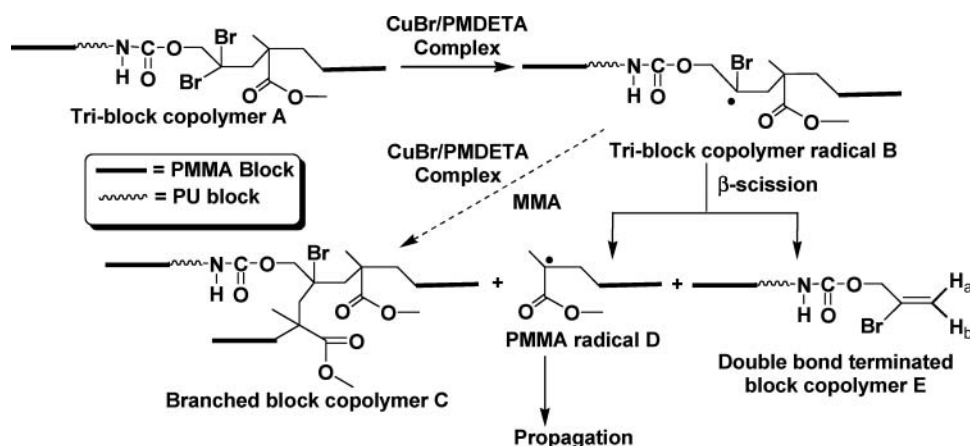 N
H
C
O
O
Br
Br
O
O
Tri-block copolymer A
CuBr/PMDETA
Complex
N
H
C
O
O
Br
•
O
O
Tri-block copolymer radical B
= PMMA Block
= PU block
CuBr/PMDETA
Complex
MMA
β-scission
N
H
C
O
O
Br
O
O
O
O
Branched block copolymer C
+
•
O
O
PMMA radical D
+
N
H
C
O
O
Br
Ha
Hb
Double bond terminated
block copolymer E
Propagation